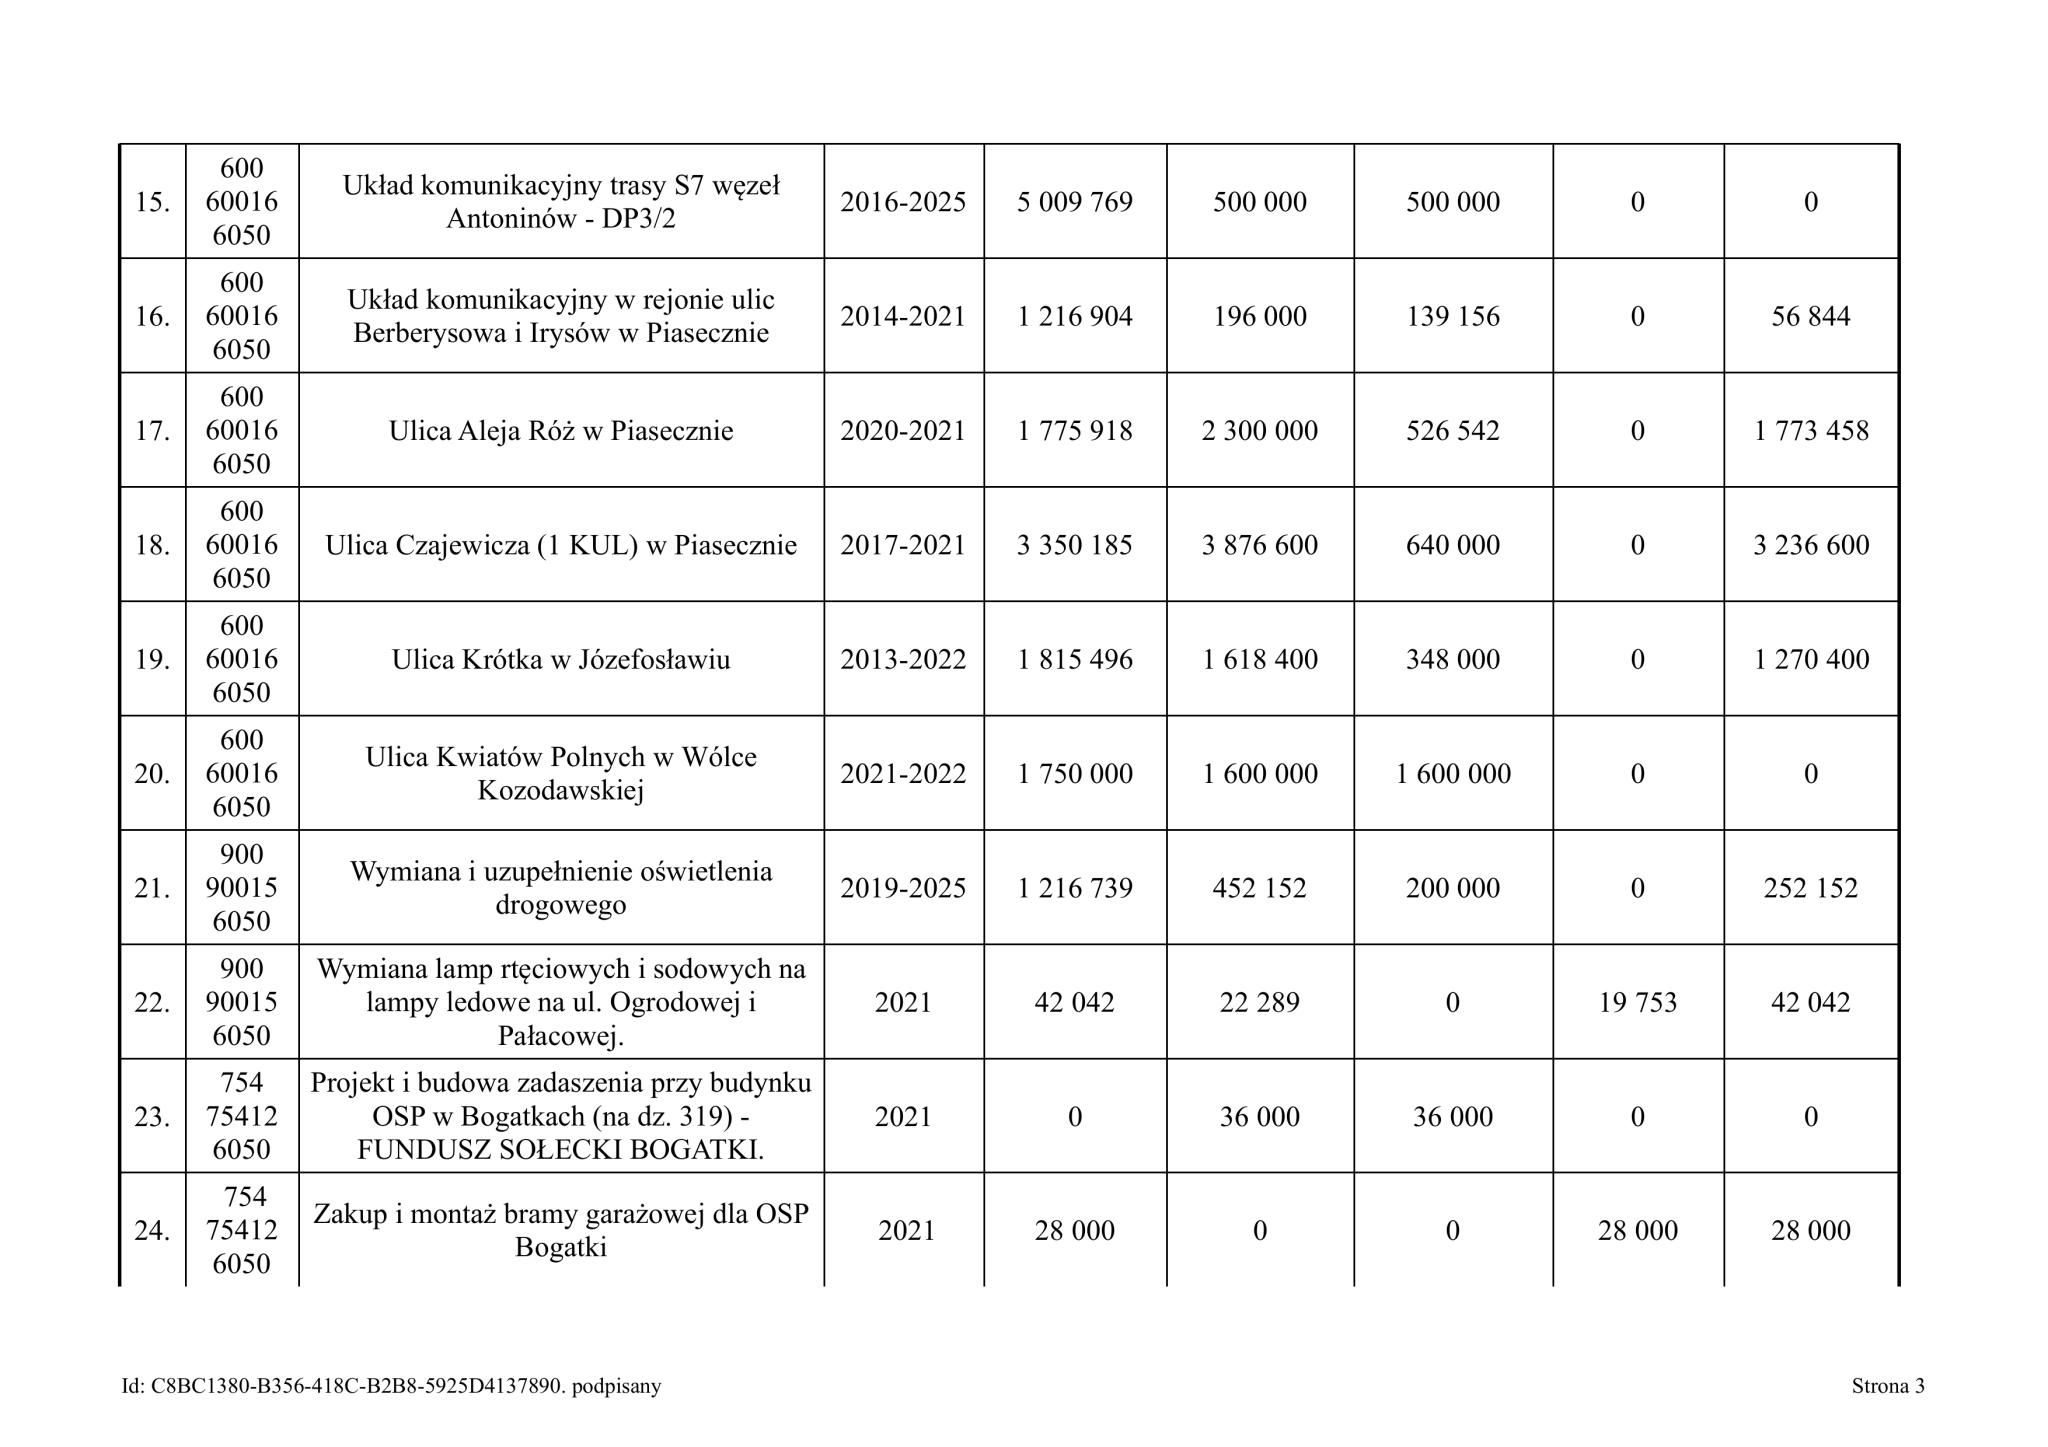 15.
600
60016
6050
Układ komunikacyjny trasy S7 węzeł
Antoninów - DP3/2
2016-2025
5 009 769
500 000
500 000
0
0
16.
600
60016
6050
Układ komunikacyjny w rejonie ulic
Berberysowa i Irysów w Piasecznie
2014-2021
1 216 904
196 000
139 156
0
56 844
17.
600
60016
6050
Ulica Aleja Róż w Piasecznie
2020-2021
1 775 918
2 300 000
526 542
0
1 773 458
18.
600
60016
6050
Ulica Czajewicza (1 KUL) w Piasecznie
2017-2021
3 350 185
3 876 600
640 000
0
3 236 600
19.
600
60016
6050
Ulica Krótka w Józefosławiu
2013-2022
1 815 496
1 618 400
348 000
0
1 270 400
20.
600
60016
6050
Ulica Kwiatów Polnych w Wólce
Kozodawskiej
2021-2022
1 750 000
1 600 000
1 600 000
0
0
21.
900
90015
6050
Wymiana i uzupełnienie oświetlenia
drogowego
2019-2025
1 216 739
452 152
200 000
0
252 152
22.
900
90015
6050
Wymiana lamp rtęciowych i sodowych na
lampy ledowe na ul. Ogrodowej i
Pałacowej.
2021
42 042
22 289
0
19 753
42 042
23.
754
75412
6050
Projekt i budowa zadaszenia przy budynku
OSP w Bogatkach (na dz. 319) -
FUNDUSZ SOŁECKI BOGATKI.
2021
0
36 000
36 000
0
0
24.
754
75412
6050
Zakup i montaż bramy garażowej dla OSP
Bogatki
2021
28 000
0
0
28 000
28 000
Id: C8BC1380-B356-418C-B2B8-5925D4137890. podpisany
Strona 3